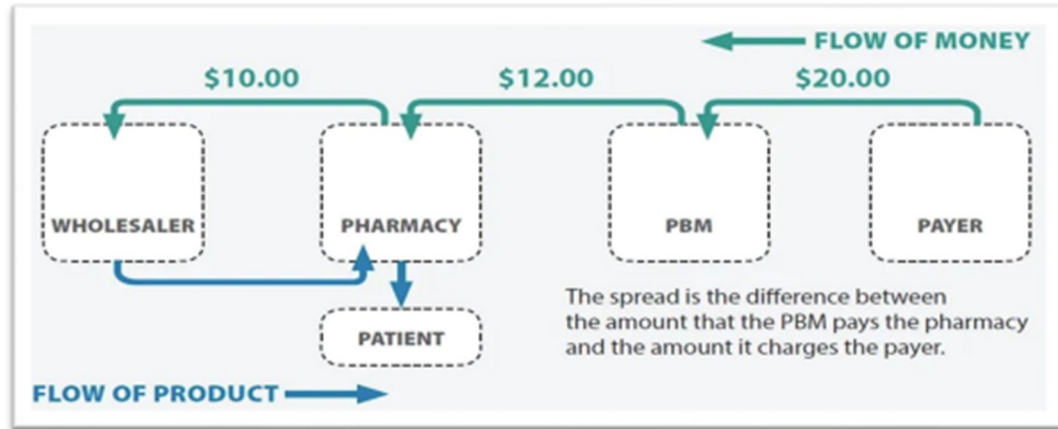 FLOW OF MONEY
$10.00
$12.00
$20.00
WHOLESALER
PHARMACY
PBM
PAYER
The spread is the difference between
the amount that the PBM pays the pharmacy
and the amount it charges the payer.
PATIENT
FLOW OF PRODUCT